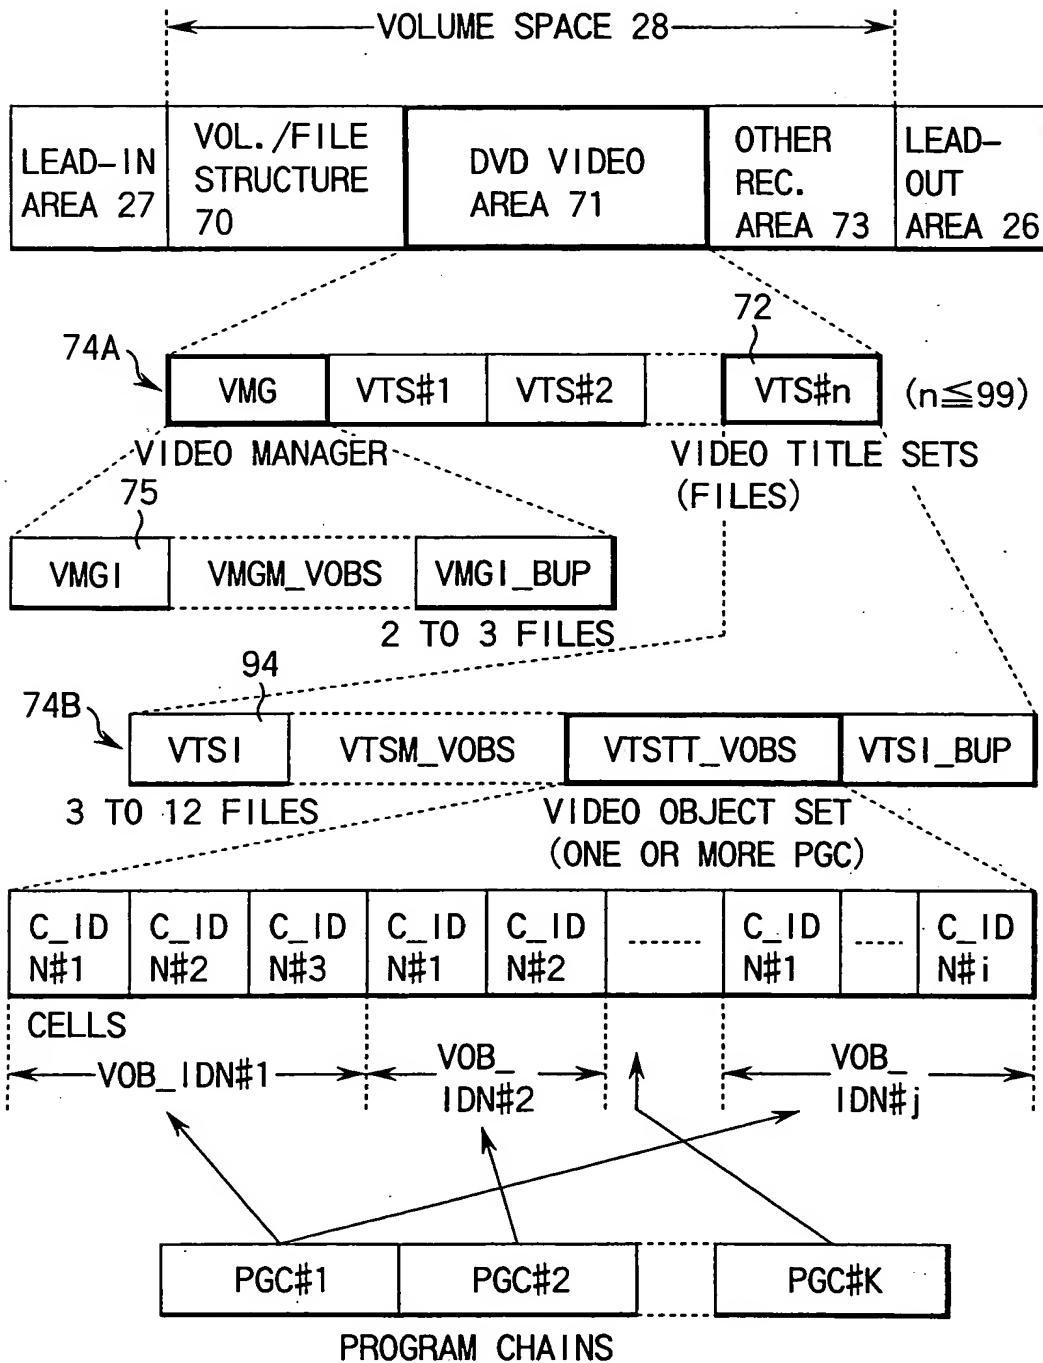 VOLUME SPACE 28
LEAD-IN
AREA 27
VOL./FILE
STRUCTURE
70
DVD VIDEO
AREA 71
OTHER
REC.
AREA 73
LEAD-
OUT
AREA 26
72
74A
VMG
VTS#1
VTS#2
VTS#n
(n≦99)
VIDEO MANAGER
VIDEO TITLE SETS
(FILES)
75
VMGI
VMGM_VOBS
VMGI_BUP
2 TO 3 FILES
94
74B
VTSI
VTSM_VOBS
VTSTT_VOBS
VTSI_BUP
3 TO 12 FILES
VIDEO OBJECT SET
(ONE OR MORE PGC)
C_ID
N#1
C_ID
N#2
C_ID
N#3
C_ID
N#1
C_ID
N#2
C_ID
N#1
C_ID
N#i
CELLS
VOB_IDN#1
VOB_
IDN#2
VOB_
IDN#j
PGC#1
PGC#2
PGC#K
PROGRAM CHAINS